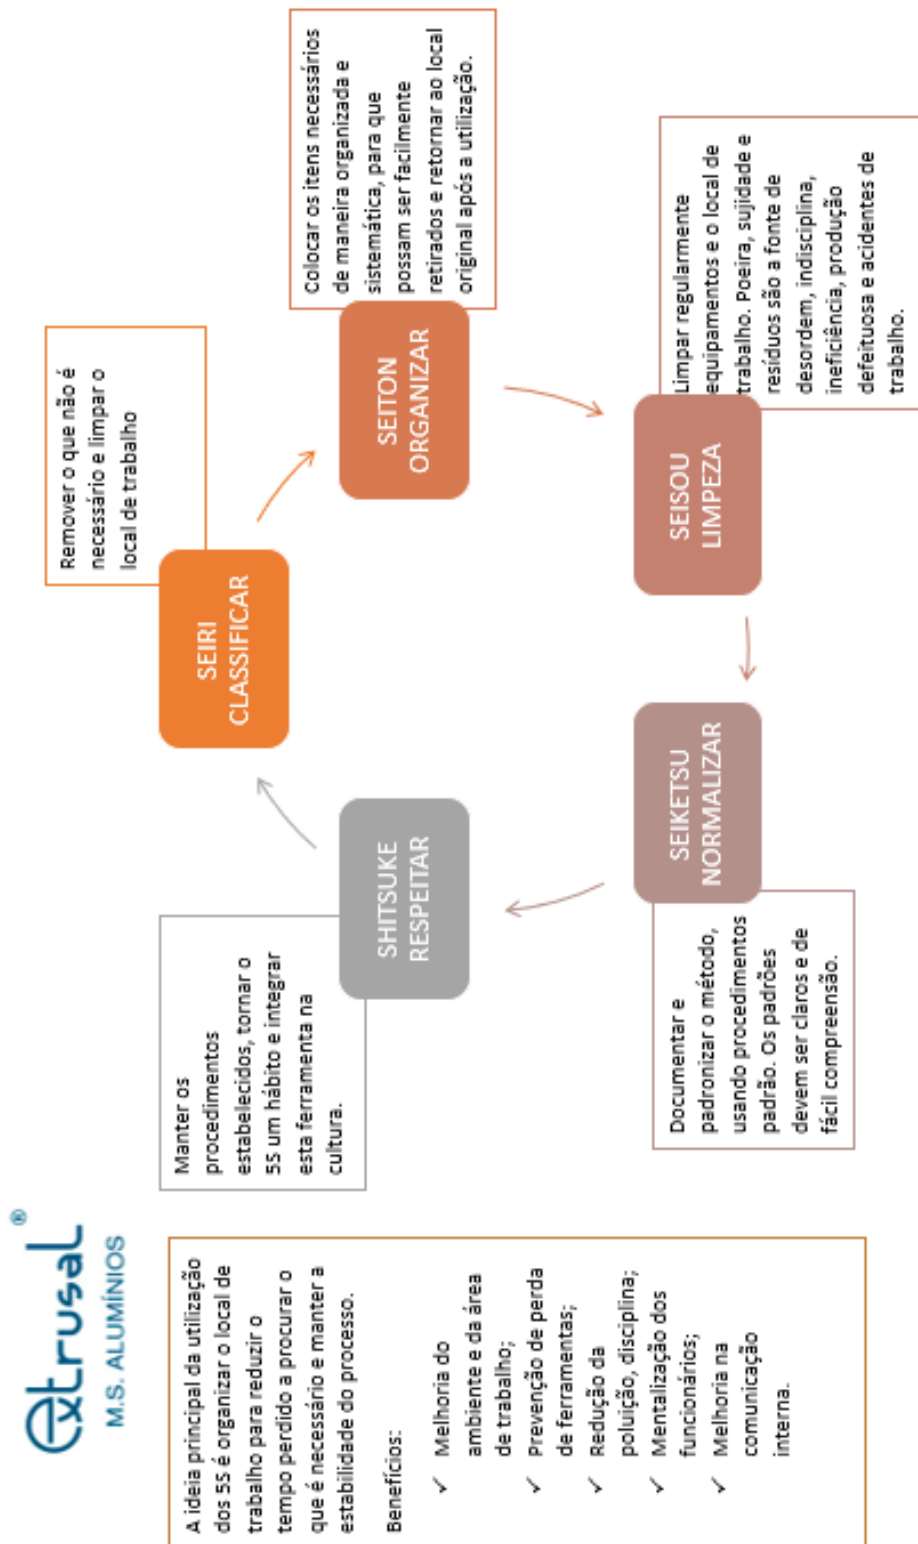 extrusal®
M.S. ALUMÍNIOS
A ideia principal da utilização
dos 5S é organizar o local de
trabalho para reduzir o
tempo perdido a procurar o
que é necessário e manter a
estabilidade do processo.
Benefícios:
✓ Melhoria do
ambiente e da área
de trabalho;
✓ Prevenção de perda
de ferramentas;
✓ Redução da
poluição, disciplina;
✓ Mentalização dos
funcionários;
✓ Melhoria na
comunicação
interna.
SEIRI
CLASSIFICAR
Remover o que não é
necessário e limpar o
local de trabalho
SEITON
ORGANIZAR
Colocar os itens necessários
de maneira organizada e
sistemática, para que
possam ser facilmente
retirados e retornar ao local
original após a utilização.
SEISOU
LIMPEZA
Limpar regularmente
equipamentos e o local de
trabalho. Poeira, sujidade e
resíduos são a fonte de
desordem, indisciplina,
ineficiência, produção
defeituosa e acidentes de
trabalho.
SEIKETSU
NORMALIZAR
Documentar e
padronizar o método,
usando procedimentos
padrão. Os padrões
devem ser claros e de
fácil compreensão.
SHITSUKE
RESPEITAR
Manter os
procedimentos
estabelecidos, tornar o
5S um hábito e integrar
esta ferramenta na
cultura.